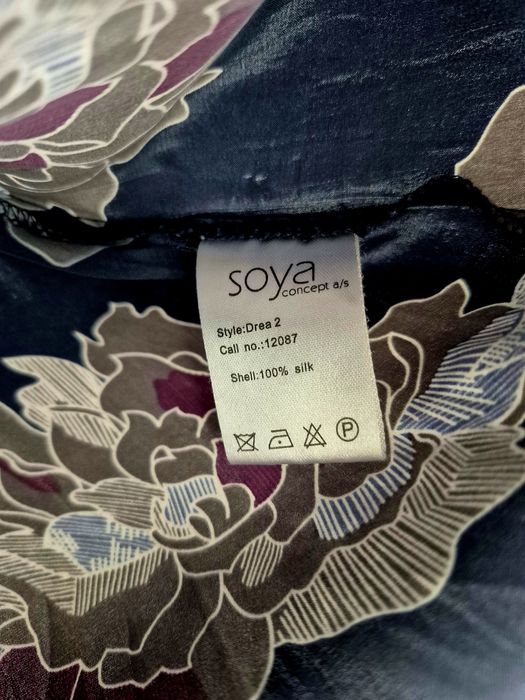 soya
concept a/s
Style:Drea 2
Call no.:12087
Shell:100% silk
P